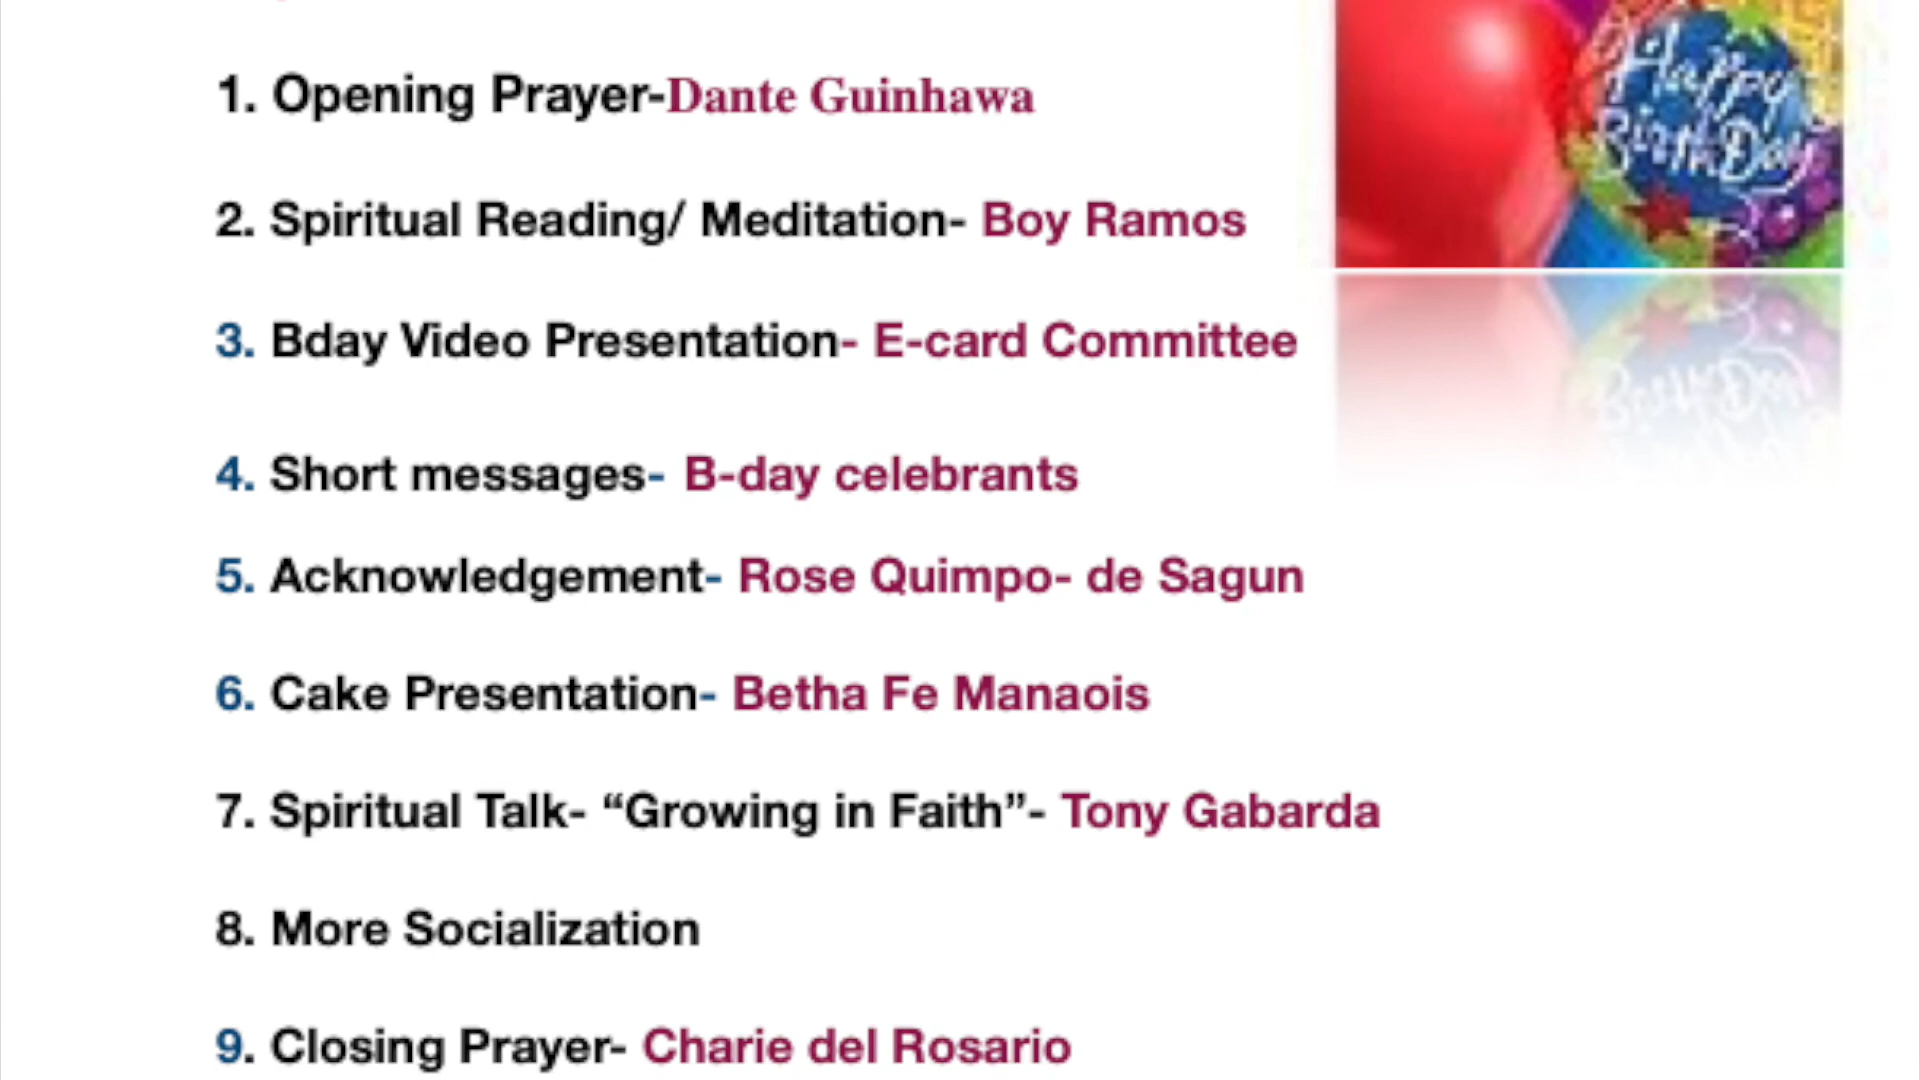 1. Opening Prayer-Dante Guinhawa
Happy
BirthDay
2. Spiritual Reading/ Meditation- Boy Ramos
3. Bday Video Presentation- E-card Committee
4. Short messages- B-day celebrants
5. Acknowledgement- Rose Quimpo- de Sagun
6. Cake Presentation- Betha Fe Manaois
7. Spiritual Talk- “Growing in Faith”- Tony Gabarda
8. More Socialization
9. Closing Prayer- Charie del Rosario